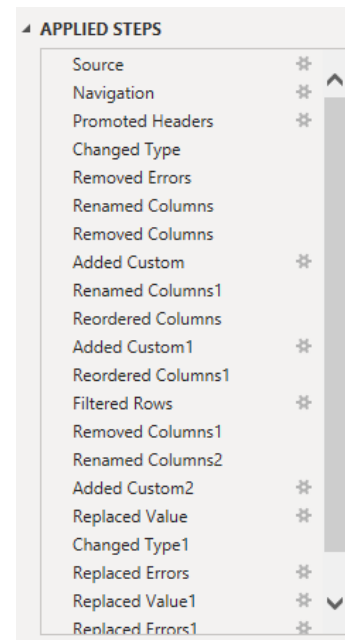 APPLIED STEPS
Source
Navigation
Promoted Headers
Changed Type
Removed Errors
Renamed Columns
Removed Columns
Added Custom
Renamed Columns1
Reordered Columns
Added Custom1
Reordered Columns1
Filtered Rows
Removed Columns1
Renamed Columns2
Added Custom2
Replaced Value
Changed Type1
Replaced Errors
Replaced Value1
Replaced Errors1